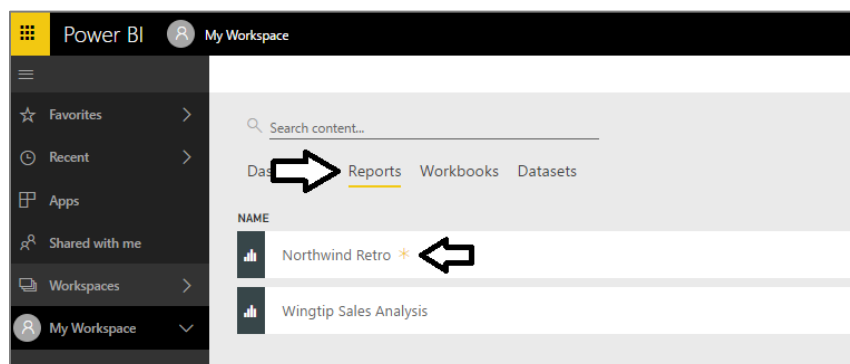 Power BI My Workspace
Favorites
Recent
Apps
Shared with me
Workspaces
My Workspace
Search content...
Reports Workbooks Datasets
NAME
Northwind Retro *
Wingtip Sales Analysis